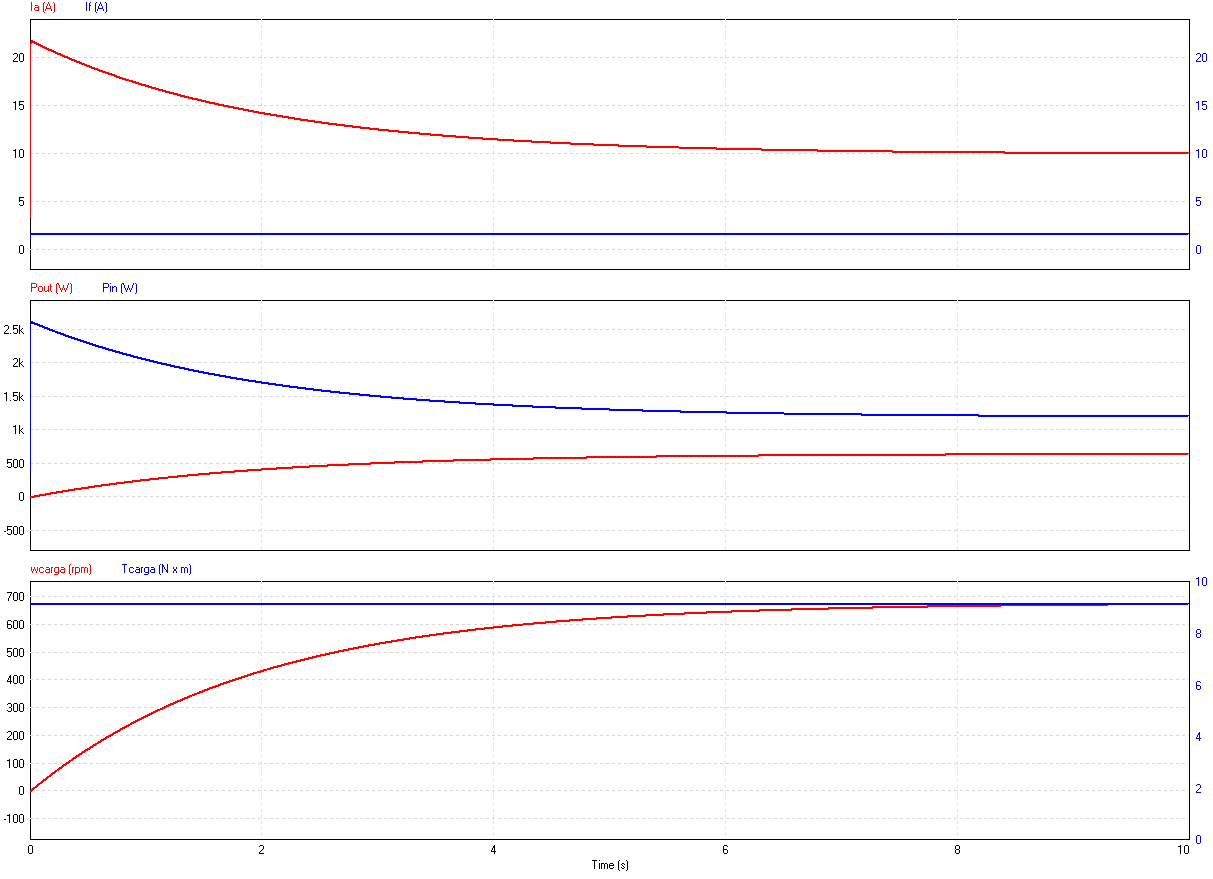 Ia (A) If (A)
20 20
15 15
10 10
5 5
0 0
Pout (W) Pin (W)
2.5k
2k
1.5k
1k
500
0
-500
wcarga (rpm) Tcarga (N x m)
10
700
600
8
500
400
6
300
200
4
100
0
2
-100
0
0 2 4 6 8 10
Time (s)